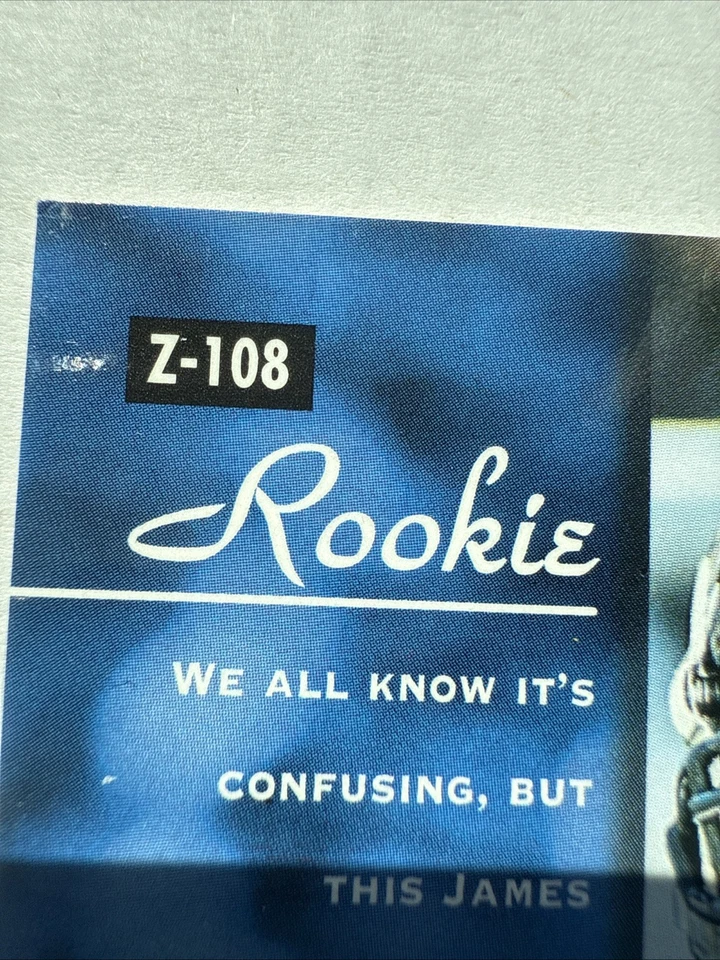 Z-108
Rookie
WE ALL KNOW IT'S
CONFUSING, BUT
THIS JAMES